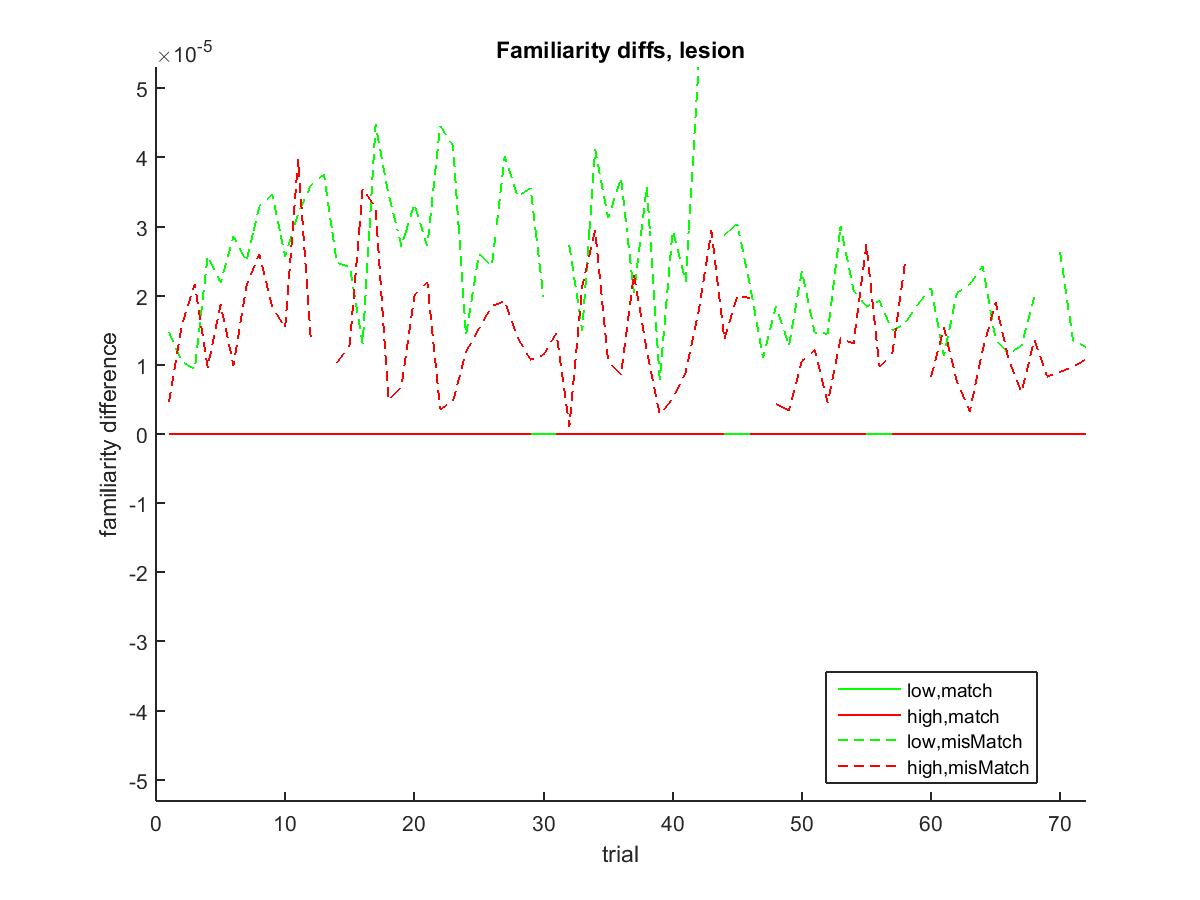 Familiarity diffs, lesion
×10-5
5
4
3
2
1
0
-1
-2
-3
-4
-5
familiarity difference
0 10 20 30 40 50 60 70
trial
low,match
high,match
low,misMatch
high,misMatch